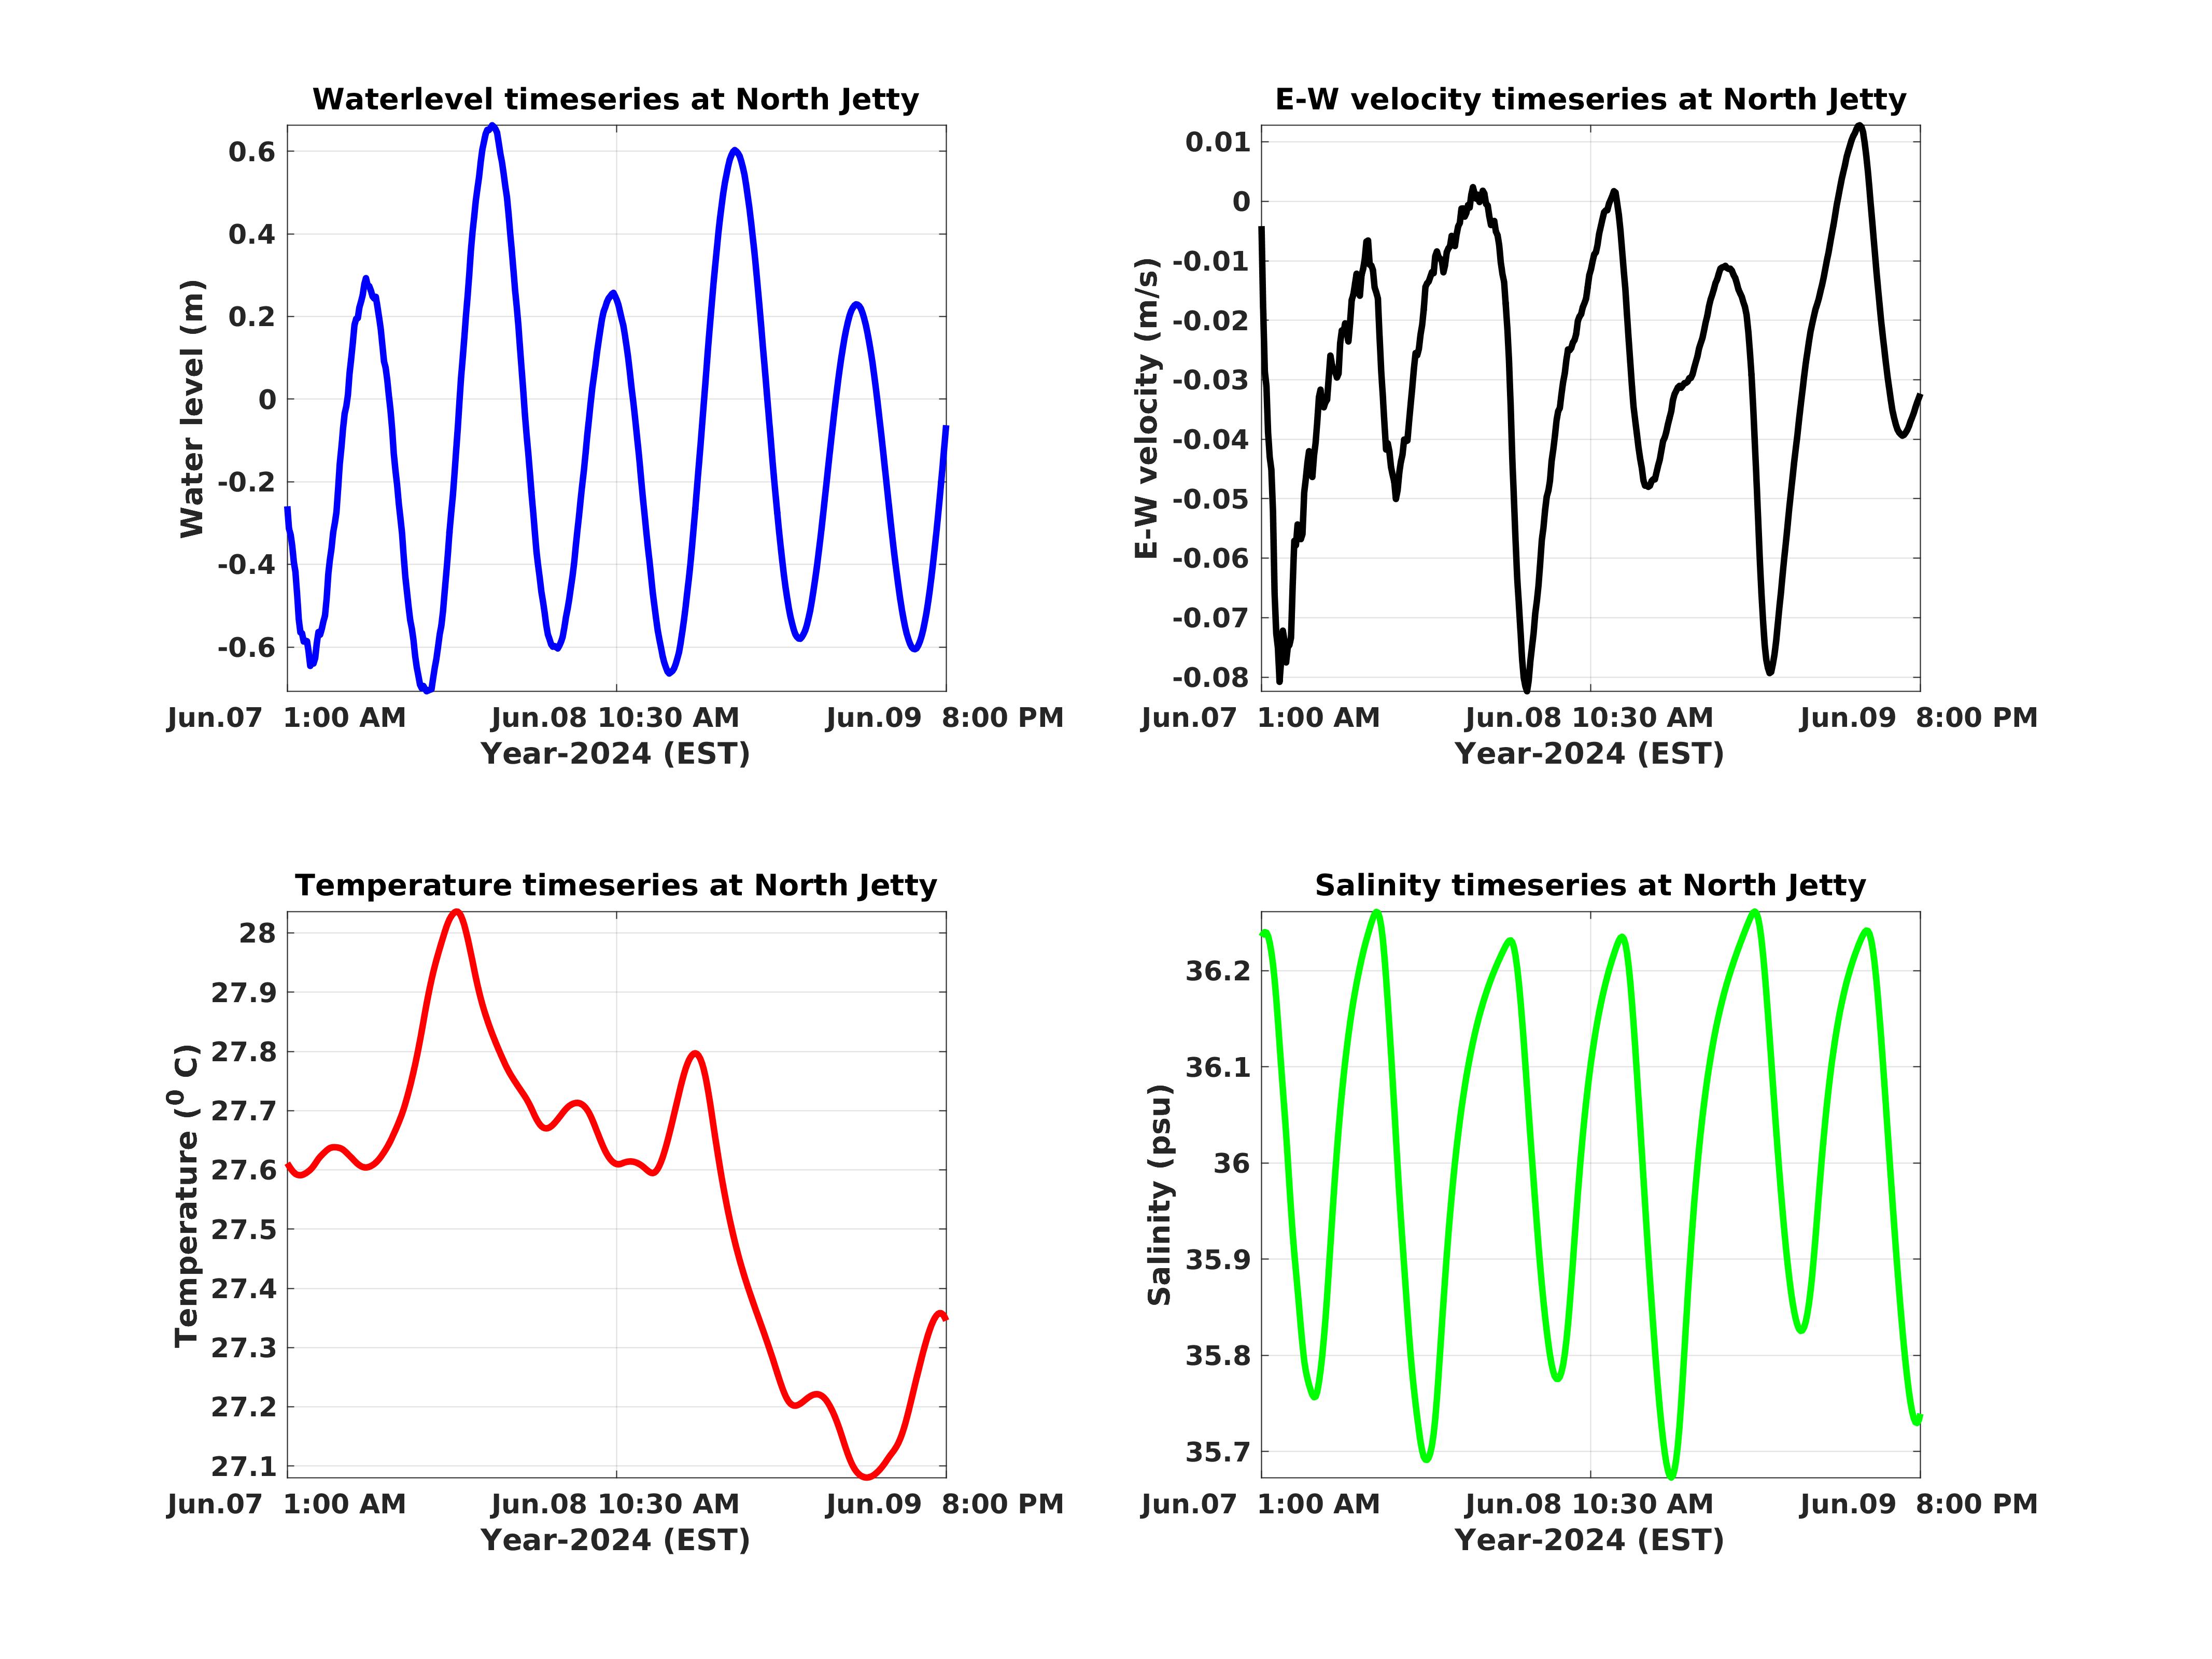 Waterlevel timeseries at North Jetty
0.6
0.4
0.2
0
-0.2
-0.4
-0.6
Water level (m)
Jun.07 1:00 AM
Jun.08 10:30 AM
Jun.09 8:00 PM
Year-2024 (EST)
E-W velocity timeseries at North Jetty
0.01
0
-0.01
-0.02
-0.03
-0.04
-0.05
-0.06
-0.07
-0.08
E-W velocity (m/s)
Jun.07 1:00 AM
Jun.08 10:30 AM
Jun.09 8:00 PM
Year-2024 (EST)
Temperature timeseries at North Jetty
28
27.9
27.8
27.7
27.6
27.5
27.4
27.3
27.2
27.1
Temperature (⁰ C)
Jun.07 1:00 AM
Jun.08 10:30 AM
Jun.09 8:00 PM
Year-2024 (EST)
Salinity timeseries at North Jetty
36.2
36.1
36
35.9
35.8
35.7
Salinity (psu)
Jun.07 1:00 AM
Jun.08 10:30 AM
Jun.09 8:00 PM
Year-2024 (EST)